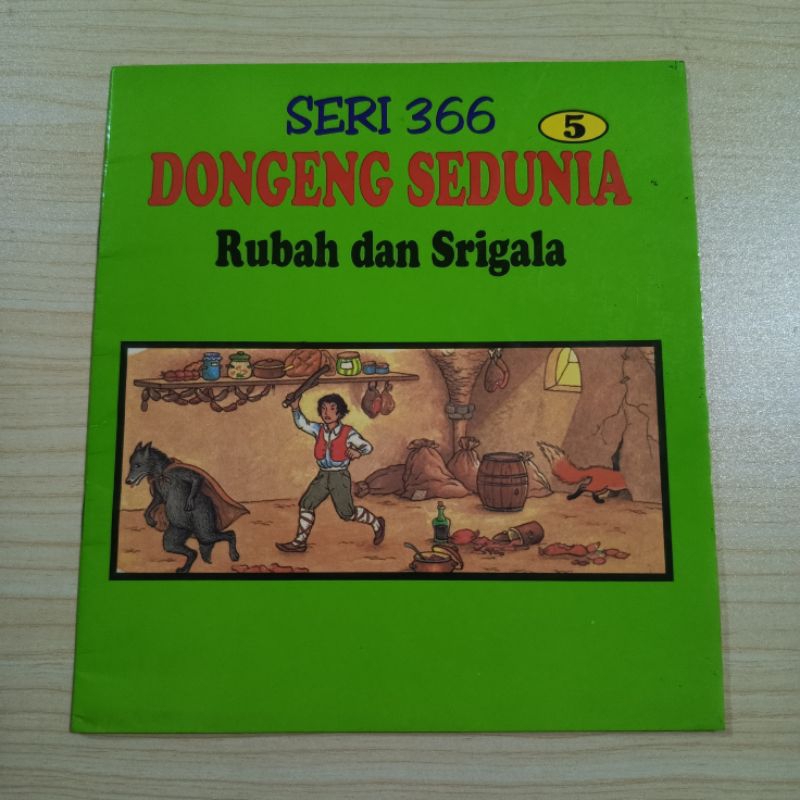 SERI 366
5
DONGENG SEDUNIA
Rubah dan Srigala